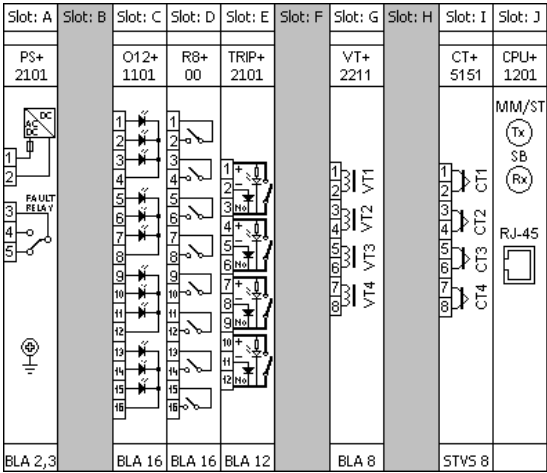 Slot: A Slot: B Slot: C Slot: D Slot: E Slot: F Slot: G Slot: H Slot: I Slot: J
PS+ O12+ R8+ TRIP+ VT+ CT+ CPU+
2101 1101 00 2101 2211 5151 1201
AC DC
DC
1
2
FAULT
RELAY
3
4
5
1
2
3
4
5
6
7
8
9
10
11
12
13
14
15
16
1
2
3
4
5
6
7
8
9
10
11
12
13
14
15
16
1 +
2 -
3 No
4 +
5 -
6 No
7 +
8 -
9 No
10 +
11 -
12 No
1
2
VT1
3
4
VT2
5
6
VT3
7
8
VT4
1
2
CT1
3
4
CT2
5
6
CT3
7
8
CT4
MM/ST
Tx
SB
Rx
RJ-45
BLA 2,3 BLA 16 BLA 16 BLA 12 BLA 8 STVS 8